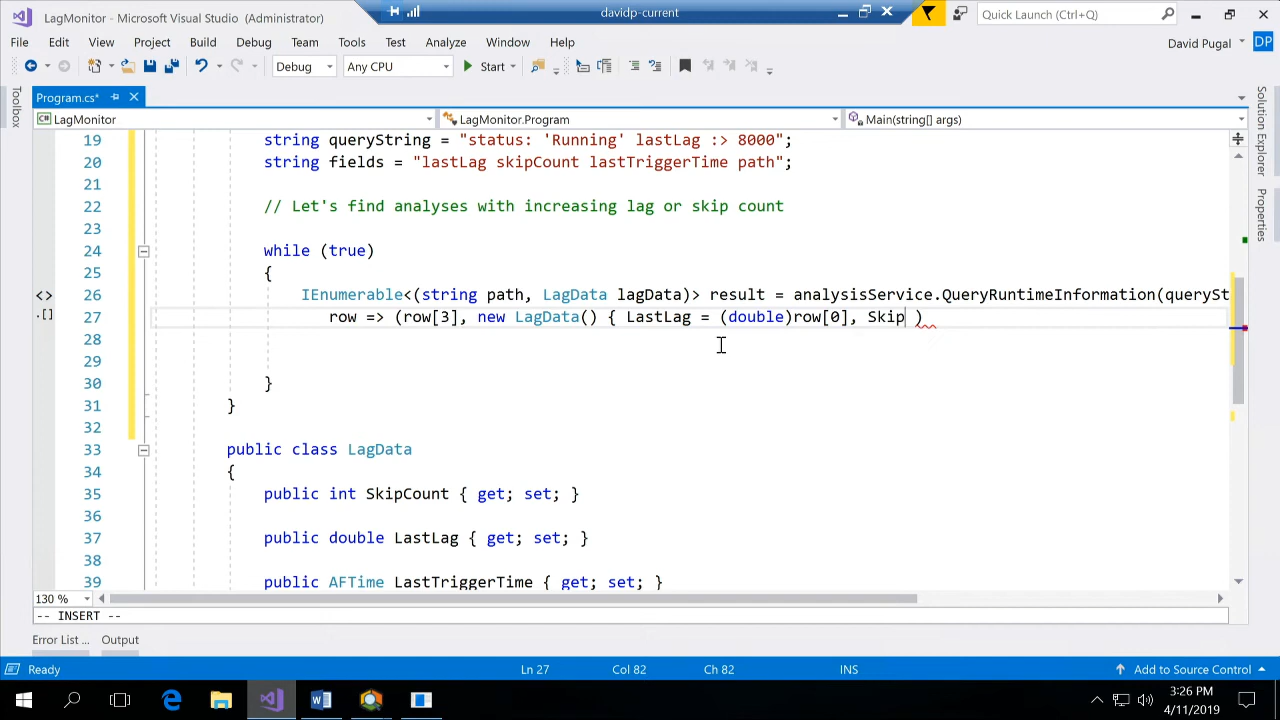 LagMonitor - Microsoft Visual Studio (Administrator)
davidp-current
Quick Launch (Ctrl+Q)
File Edit View Project Build Debug Team Tools Test Analyze Window Help
David Pugal
DP
Debug
Any CPU
Start
Toolbox
Program.cs*
LagMonitor
LagMonitor.Program
Main(string[] args)
Solution Explorer
Properties
19 string queryString = "status: 'Running' lastLag :> 8000";
20 string fields = "lastLag skipCount lastTriggerTime path";
21
22 // Let's find analyses with increasing lag or skip count
23
24 while (true)
25 {
26 IEnumerable<(string path, LagData lagData)> result = analysisService.QueryRuntimeInformation(querySt
27 row => (row[3], new LagData() { LastLag = (double)row[0], Skip )
28
29
30 }
31 }
32
33 public class LagData
34 {
35 public int SkipCount { get; set; }
36
37 public double LastLag { get; set; }
38
39 public AFTime LastTriggerTime { get; set; }
130 %
-- INSERT --
Error List ... Output
Ready
Ln 27
Col 82
Ch 82
INS
Add to Source Control
3:26 PM
4/11/2019